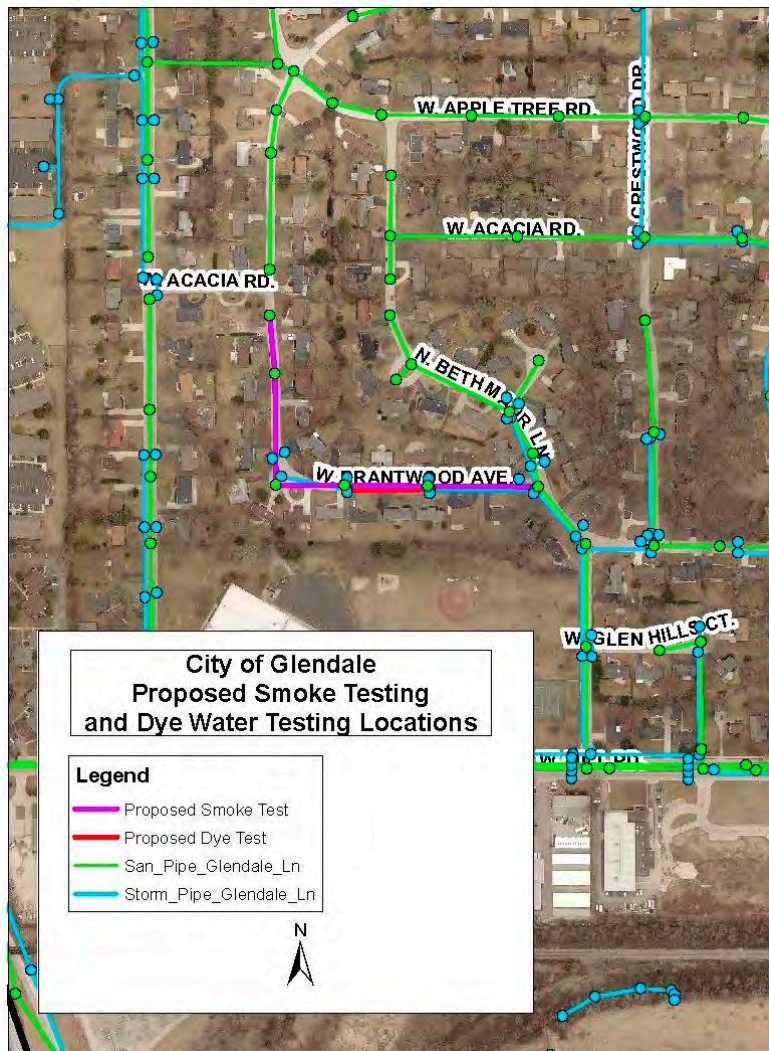 W. APPLE TREE RD.
CRESTWOOD DR.
W. ACACIA RD.
W. ACACIA RD.
N. BETH
LN.
W. BRANTWOOD AVE.
W. GLEN HILLS CT.
W.
RD.
City of Glendale
Proposed Smoke Testing
and Dye Water Testing Locations
Legend
Proposed Smoke Test
Proposed Dye Test
San_Pipe_Glendale_Ln
Storm_Pipe_Glendale_Ln
N